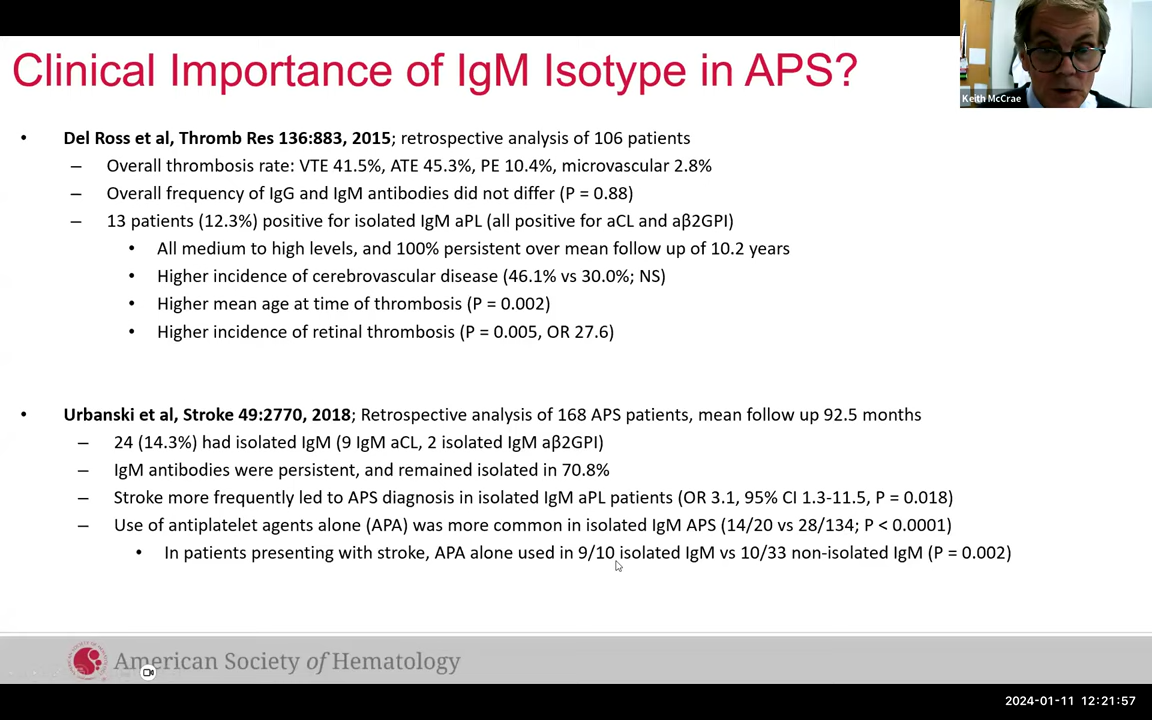 Clinical Importance of IgM Isotype in APS?
Keith McCrae
• Del Ross et al, Thromb Res 136:883, 2015; retrospective analysis of 106 patients
– Overall thrombosis rate: VTE 41.5%, ATE 45.3%, PE 10.4%, microvascular 2.8%
– Overall frequency of IgG and IgM antibodies did not differ (P = 0.88)
– 13 patients (12.3%) positive for isolated IgM aPL (all positive for aCL and aβ2GPI)
• All medium to high levels, and 100% persistent over mean follow up of 10.2 years
• Higher incidence of cerebrovascular disease (46.1% vs 30.0%; NS)
• Higher mean age at time of thrombosis (P = 0.002)
• Higher incidence of retinal thrombosis (P = 0.005, OR 27.6)
• Urbanski et al, Stroke 49:2770, 2018; Retrospective analysis of 168 APS patients, mean follow up 92.5 months
– 24 (14.3%) had isolated IgM (9 IgM aCL, 2 isolated IgM aβ2GPI)
– IgM antibodies were persistent, and remained isolated in 70.8%
– Stroke more frequently led to APS diagnosis in isolated IgM aPL patients (OR 3.1, 95% CI 1.3-11.5, P = 0.018)
– Use of antiplatelet agents alone (APA) was more common in isolated IgM APS (14/20 vs 28/134; P < 0.0001)
• In patients presenting with stroke, APA alone used in 9/10 isolated IgM vs 10/33 non-isolated IgM (P = 0.002)
American Society of Hematology
2024-01-11 12:21:57